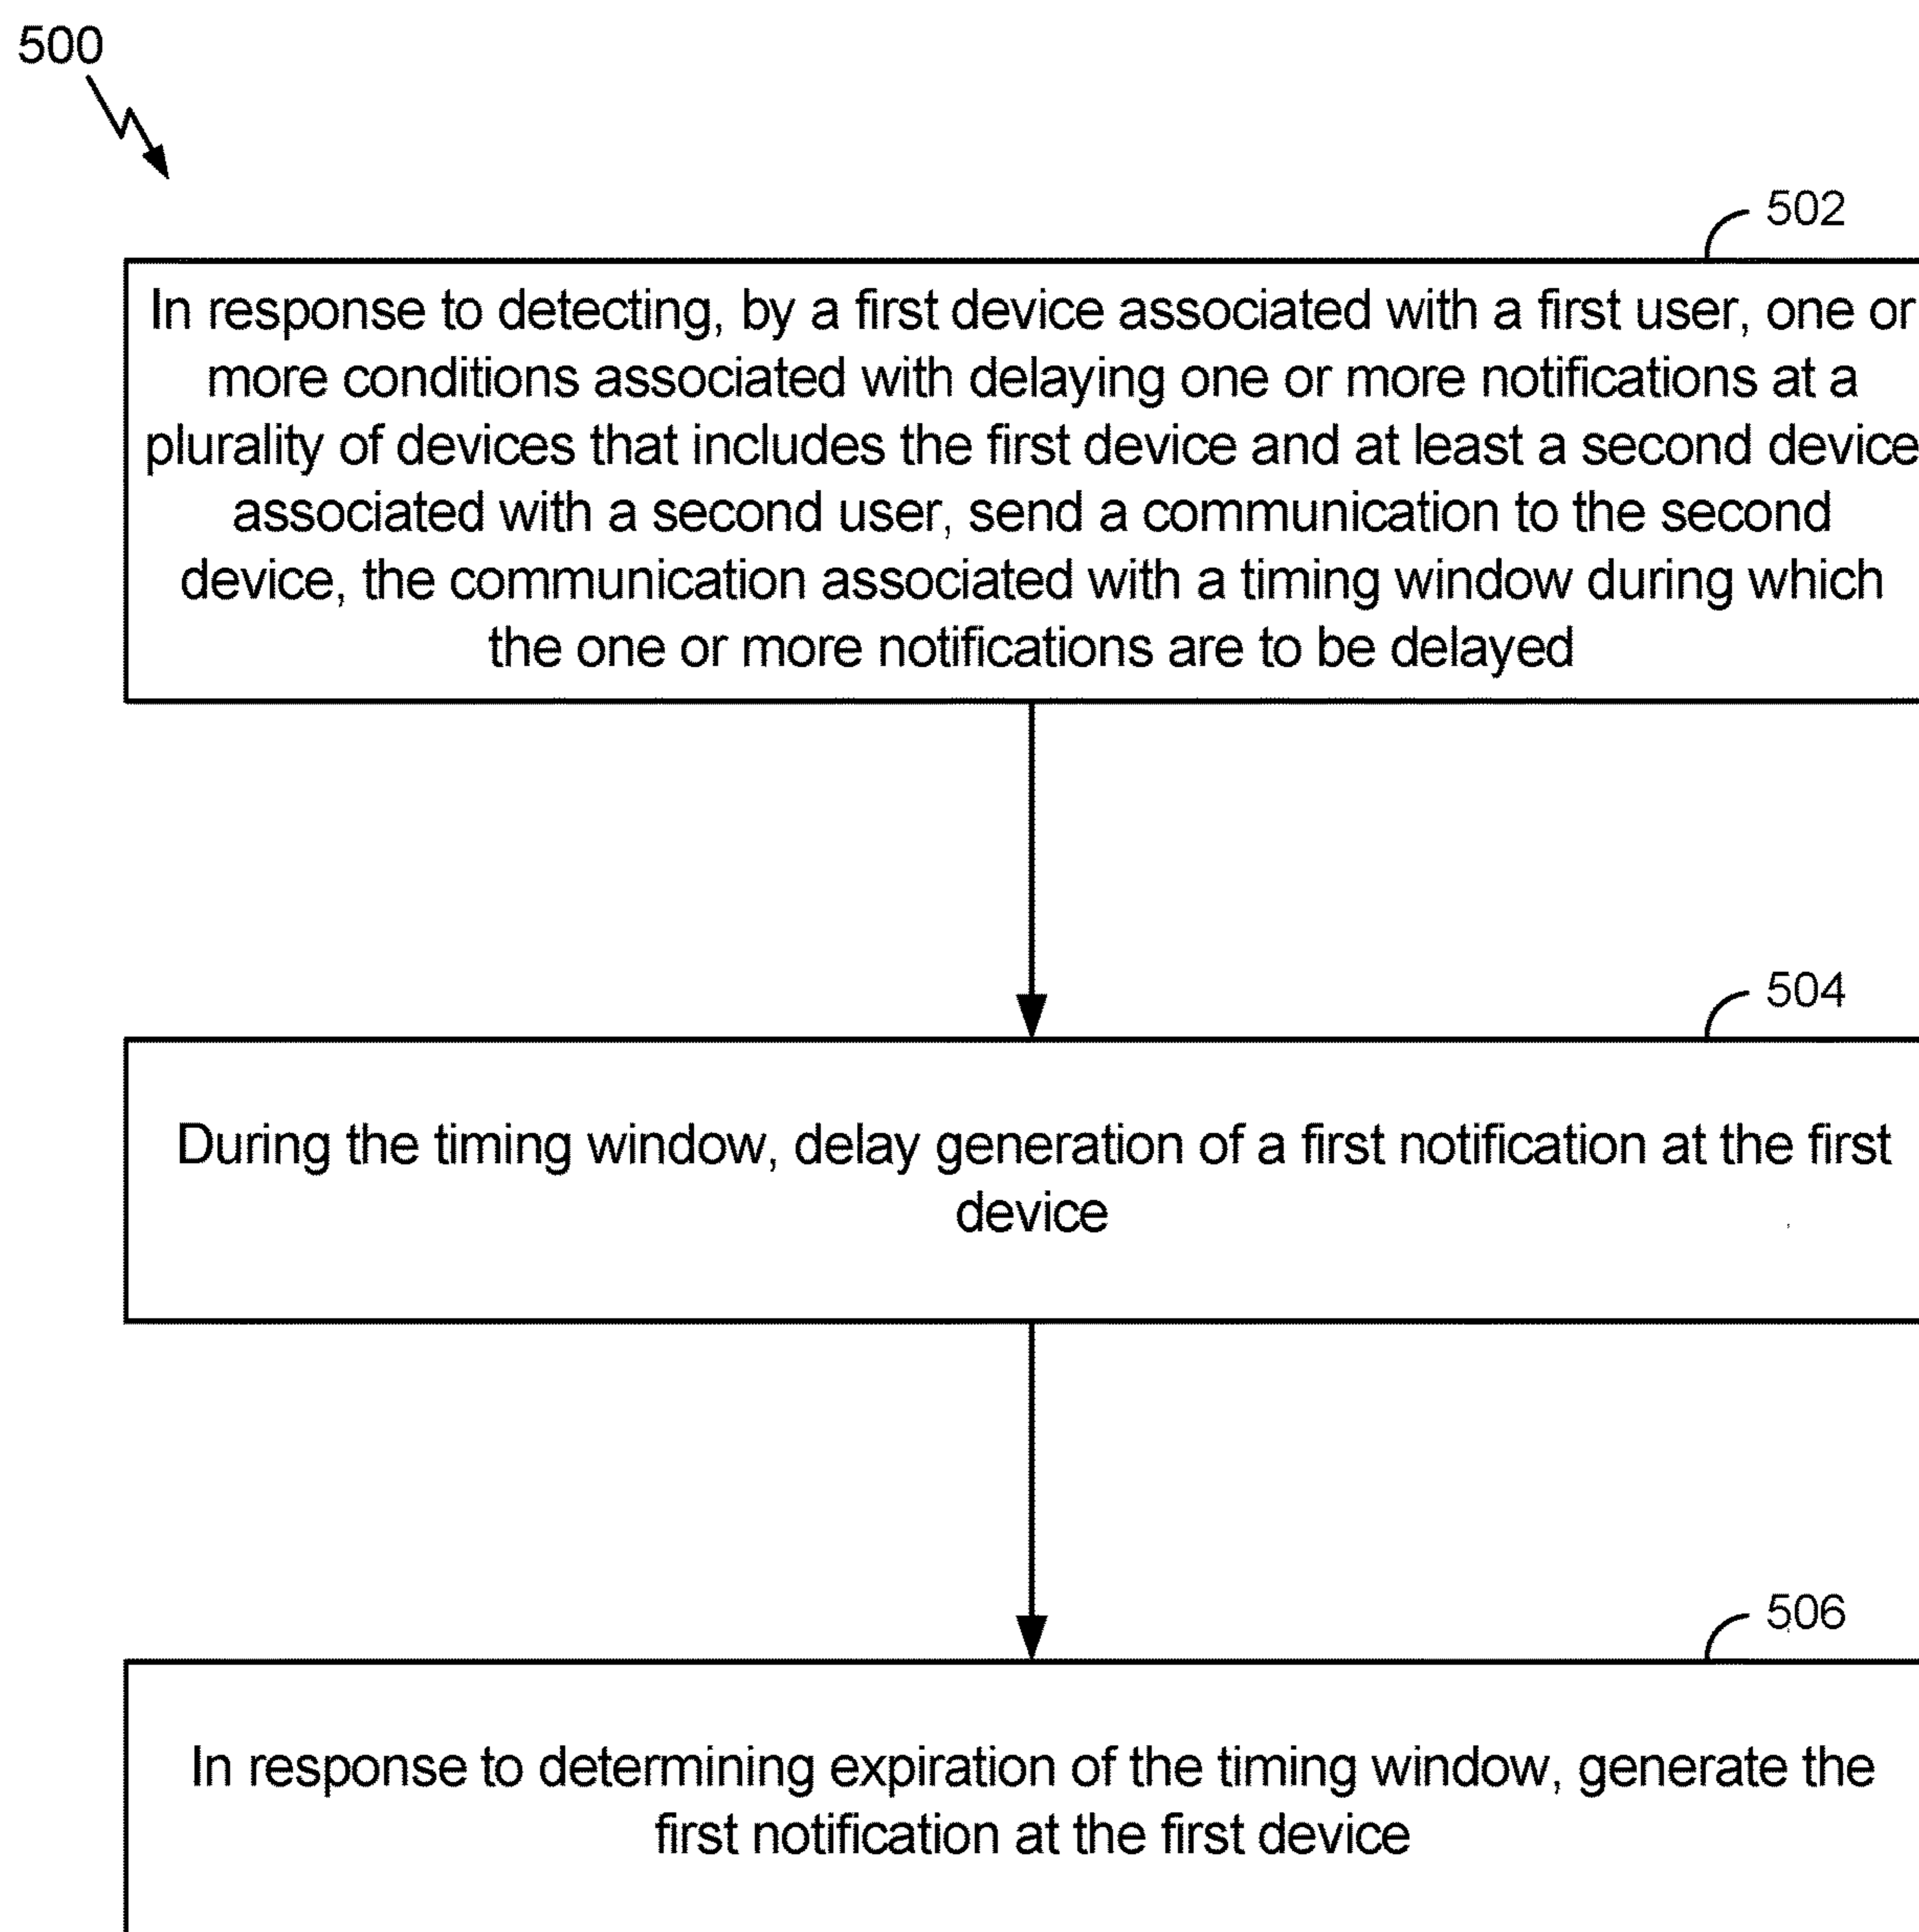 500
502
In response to detecting, by a first device associated with a first user, one or
more conditions associated with delaying one or more notifications at a
plurality of devices that includes the first device and at least a second device
associated with a second user, send a communication to the second
device, the communication associated with a timing window during which
the one or more notifications are to be delayed
504
During the timing window, delay generation of a first notification at the first
device
506
In response to determining expiration of the timing window, generate the
first notification at the first device